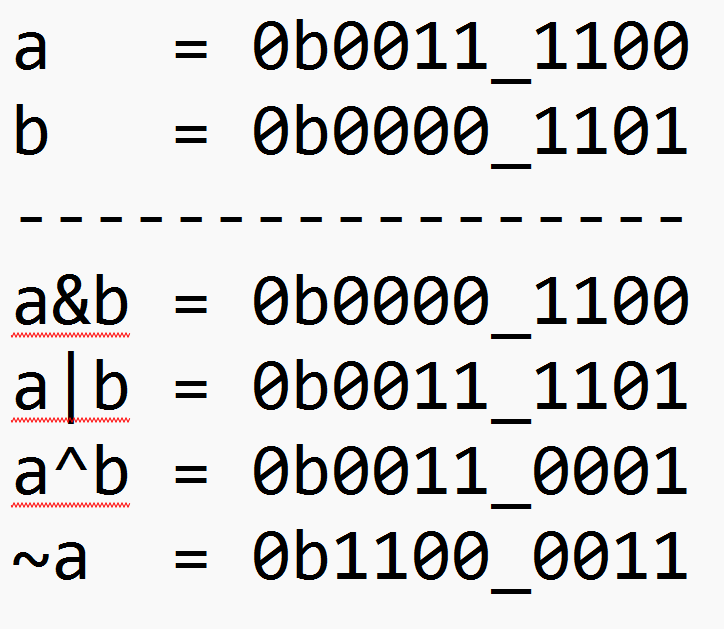 a   = 0b0011_1100
b   = 0b0000_1101
-----------------
a&b = 0b0000_1100
a|b = 0b0011_1101
a^b = 0b0011_0001
~a  = 0b1100_0011